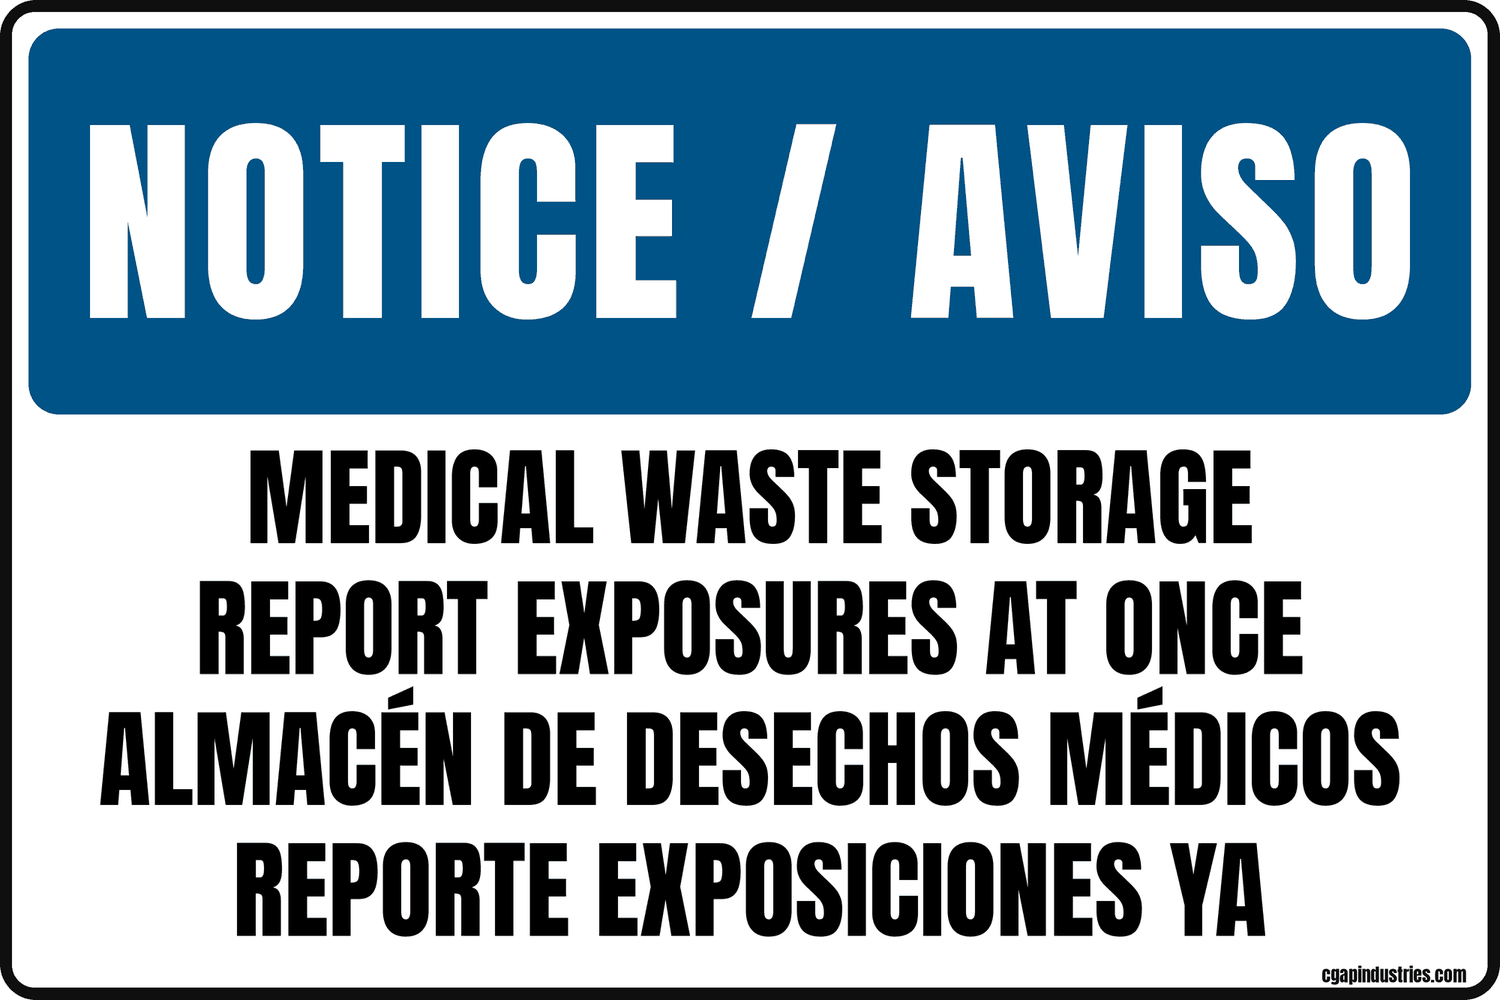 NOTICE / AVISO
MEDICAL WASTE STORAGE
REPORT EXPOSURES AT ONCE
ALMACÉN DE DESECHOS MÉDICOS
REPORTE EXPOSICIONES YA
cgapindustries.com